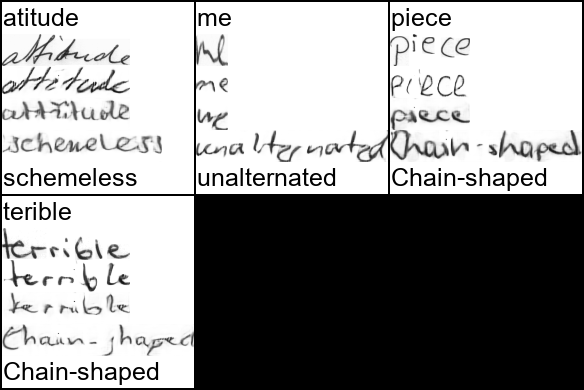 atitude
attitude
attitude
attitude
schemeless
schemeless
me
me
me
me
unalternated
unalternated
piece
piece
piece
piece
Chain-shaped
Chain-shaped
terible
terrible
terrible
terrible
Chain-shaped
Chain-shaped